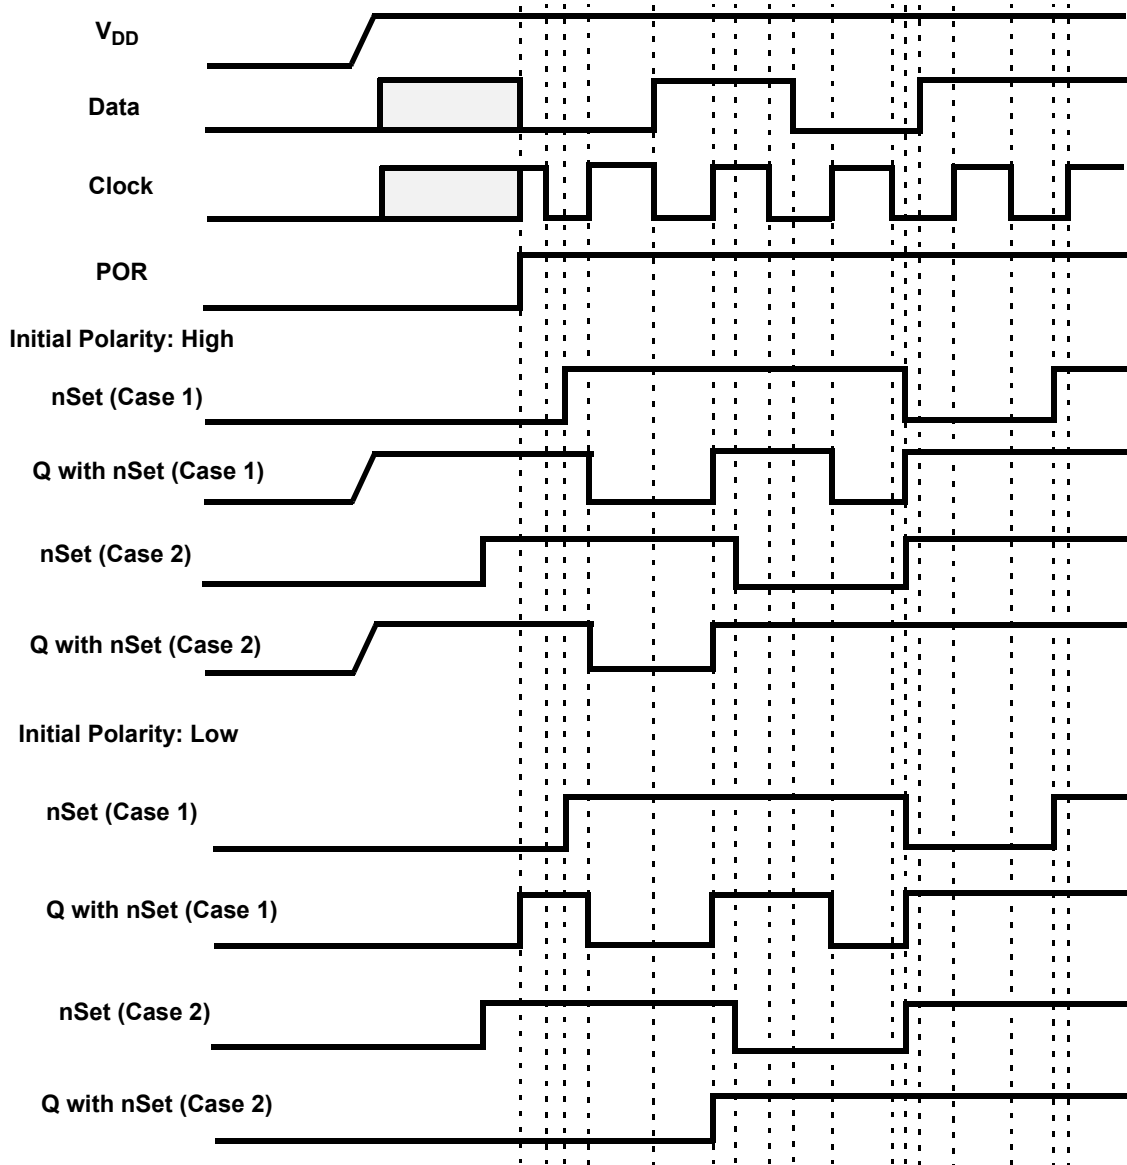 VDD
Data
Clock
POR
Initial Polarity: High
nSet (Case 1)
Q with nSet (Case 1)
nSet (Case 2)
Q with nSet (Case 2)
Initial Polarity: Low
nSet (Case 1)
Q with nSet (Case 1)
nSet (Case 2)
Q with nSet (Case 2)